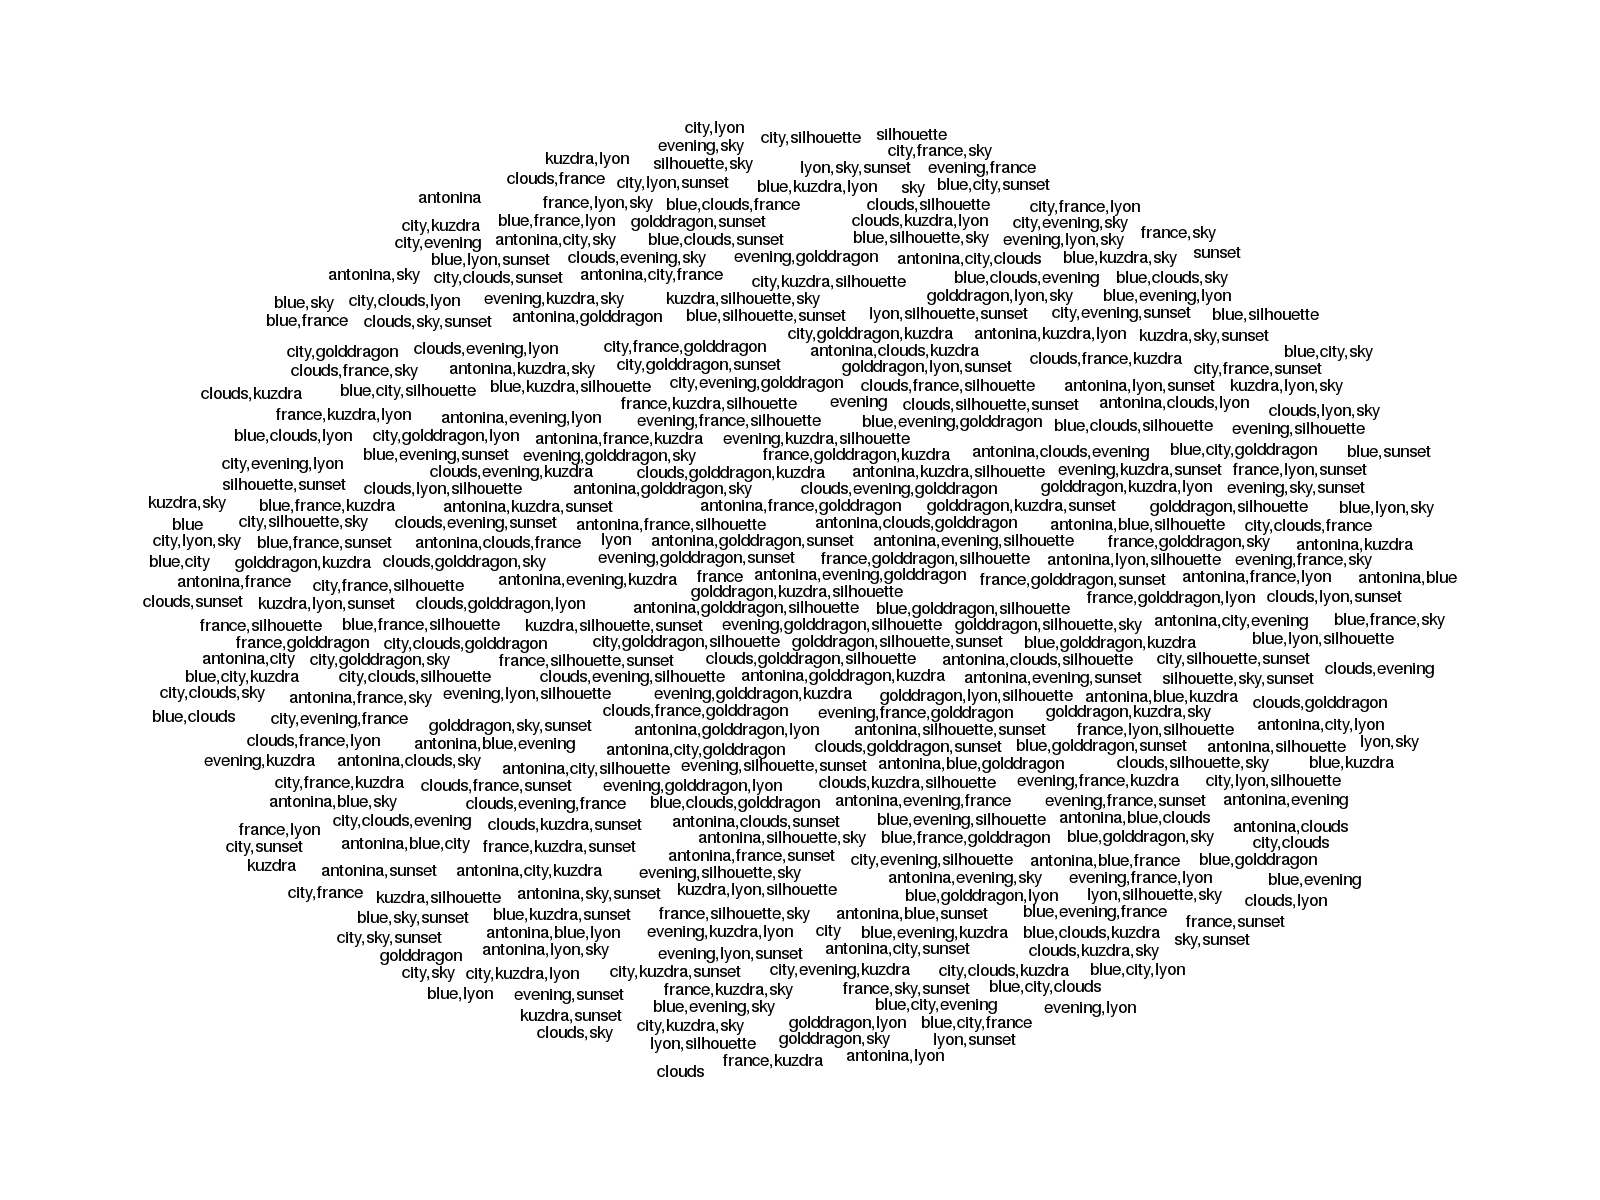 city,lyon
city,silhouette
silhouette
evening,sky
city,france,sky
kuzdra,lyon
silhouette,sky
lyon,sky,sunset
evening,france
clouds,france
city,lyon,sunset
blue,kuzdra,lyon
sky
blue,city,sunset
antonina
france,lyon,sky
blue,clouds,france
clouds,silhouette
city,france,lyon
city,kuzdra
blue,france,lyon
golddragon,sunset
clouds,kuzdra,lyon
city,evening,sky
france,sky
city,evening
antonina,city,sky
blue,clouds,sunset
blue,silhouette,sky
evening,lyon,sky
sunset
blue,lyon,sunset
clouds,evening,sky
evening,golddragon
antonina,city,clouds
blue,kuzdra,sky
antonina,sky
city,clouds,sunset
antonina,city,france
city,kuzdra,silhouette
blue,clouds,evening
blue,clouds,sky
blue,sky
city,clouds,lyon
evening,kuzdra,sky
kuzdra,silhouette,sky
golddragon,lyon,sky
blue,evening,lyon
blue,france
clouds,sky,sunset
antonina,golddragon
blue,silhouette,sunset
lyon,silhouette,sunset
city,evening,sunset
blue,silhouette
city,golddragon,kuzdra
antonina,kuzdra,lyon
kuzdra,sky,sunset
city,golddragon
clouds,evening,lyon
city,france,golddragon
antonina,clouds,kuzdra
clouds,france,kuzdra
blue,city,sky
clouds,france,sky
antonina,kuzdra,sky
city,golddragon,sunset
golddragon,lyon,sunset
city,france,sunset
clouds,kuzdra
blue,city,silhouette
blue,kuzdra,silhouette
city,evening,golddragon
clouds,france,silhouette
antonina,lyon,sunset
kuzdra,lyon,sky
france,kuzdra,silhouette
evening
clouds,silhouette,sunset
antonina,clouds,lyon
clouds,lyon,sky
france,kuzdra,lyon
antonina,evening,lyon
evening,france,silhouette
blue,evening,golddragon
blue,clouds,silhouette
evening,silhouette
blue,clouds,lyon
city,golddragon,lyon
antonina,france,kuzdra
evening,kuzdra,silhouette
blue,evening,sunset
evening,golddragon,sky
france,golddragon,kuzdra
antonina,clouds,evening
blue,city,golddragon
blue,sunset
city,evening,lyon
clouds,evening,kuzdra
clouds,golddragon,kuzdra
antonina,kuzdra,silhouette
evening,kuzdra,sunset
france,lyon,sunset
silhouette,sunset
clouds,lyon,silhouette
antonina,golddragon,sky
clouds,evening,golddragon
golddragon,kuzdra,lyon
evening,sky,sunset
kuzdra,sky
blue,france,kuzdra
antonina,kuzdra,sunset
antonina,france,golddragon
golddragon,kuzdra,sunset
golddragon,silhouette
blue,lyon,sky
blue
city,silhouette,sky
clouds,evening,sunset
antonina,france,silhouette
antonina,clouds,golddragon
antonina,blue,silhouette
city,clouds,france
city,lyon,sky
blue,france,sunset
antonina,clouds,france
lyon
antonina,golddragon,sunset
antonina,evening,silhouette
france,golddragon,sky
antonina,kuzdra
blue,city
golddragon,kuzdra
clouds,golddragon,sky
evening,golddragon,sunset
france,golddragon,silhouette
antonina,lyon,silhouette
evening,france,sky
antonina,france
city,france,silhouette
antonina,evening,kuzdra
france
antonina,evening,golddragon
france,golddragon,sunset
antonina,france,lyon
antonina,blue
golddragon,kuzdra,silhouette
clouds,sunset
kuzdra,lyon,sunset
clouds,golddragon,lyon
antonina,golddragon,silhouette
blue,golddragon,silhouette
france,golddragon,lyon
clouds,lyon,sunset
france,silhouette
blue,france,silhouette
kuzdra,silhouette,sunset
evening,golddragon,silhouette
golddragon,silhouette,sky
antonina,city,evening
blue,france,sky
france,golddragon
city,clouds,golddragon
city,golddragon,silhouette
golddragon,silhouette,sunset
blue,golddragon,kuzdra
blue,lyon,silhouette
antonina,city
city,golddragon,sky
france,silhouette,sunset
clouds,golddragon,silhouette
antonina,clouds,silhouette
city,silhouette,sunset
clouds,evening
blue,city,kuzdra
city,clouds,silhouette
clouds,evening,silhouette
antonina,golddragon,kuzdra
antonina,evening,sunset
silhouette,sky,sunset
city,clouds,sky
antonina,france,sky
evening,lyon,silhouette
evening,golddragon,kuzdra
golddragon,lyon,silhouette
antonina,blue,kuzdra
clouds,golddragon
blue,clouds
city,evening,france
golddragon,sky,sunset
clouds,france,golddragon
evening,france,golddragon
golddragon,kuzdra,sky
antonina,city,lyon
clouds,france,lyon
antonina,blue,evening
antonina,golddragon,lyon
antonina,silhouette,sunset
france,lyon,silhouette
lyon,sky
antonina,city,golddragon
clouds,golddragon,sunset
blue,golddragon,sunset
antonina,silhouette
evening,kuzdra
antonina,clouds,sky
antonina,city,silhouette
evening,silhouette,sunset
antonina,blue,golddragon
clouds,silhouette,sky
blue,kuzdra
city,france,kuzdra
clouds,france,sunset
evening,golddragon,lyon
clouds,kuzdra,silhouette
evening,france,kuzdra
city,lyon,silhouette
antonina,blue,sky
clouds,evening,france
blue,clouds,golddragon
antonina,evening,france
evening,france,sunset
antonina,evening
france,lyon
city,clouds,evening
clouds,kuzdra,sunset
antonina,clouds,sunset
blue,evening,silhouette
antonina,blue,clouds
antonina,clouds
city,sunset
antonina,blue,city
france,kuzdra,sunset
antonina,silhouette,sky
blue,france,golddragon
blue,golddragon,sky
city,clouds
kuzdra
antonina,sunset
antonina,city,kuzdra
antonina,france,sunset
city,evening,silhouette
antonina,blue,france
blue,golddragon
evening,silhouette,sky
antonina,evening,sky
evening,france,lyon
blue,evening
city,france
kuzdra,silhouette
antonina,sky,sunset
kuzdra,lyon,silhouette
blue,golddragon,lyon
lyon,silhouette,sky
clouds,lyon
blue,sky,sunset
blue,kuzdra,sunset
france,silhouette,sky
antonina,blue,sunset
blue,evening,france
france,sunset
city,sky,sunset
antonina,blue,lyon
evening,kuzdra,lyon
city
blue,evening,kuzdra
blue,clouds,kuzdra
sky,sunset
golddragon
antonina,lyon,sky
evening,lyon,sunset
antonina,city,sunset
clouds,kuzdra,sky
city,sky
city,kuzdra,lyon
city,kuzdra,sunset
city,evening,kuzdra
city,clouds,kuzdra
blue,city,lyon
blue,lyon
evening,sunset
france,kuzdra,sky
france,sky,sunset
blue,city,clouds
blue,evening,sky
blue,city,evening
evening,lyon
kuzdra,sunset
city,kuzdra,sky
golddragon,lyon
blue,city,france
clouds,sky
lyon,silhouette
golddragon,sky
lyon,sunset
france,kuzdra
antonina,lyon
clouds